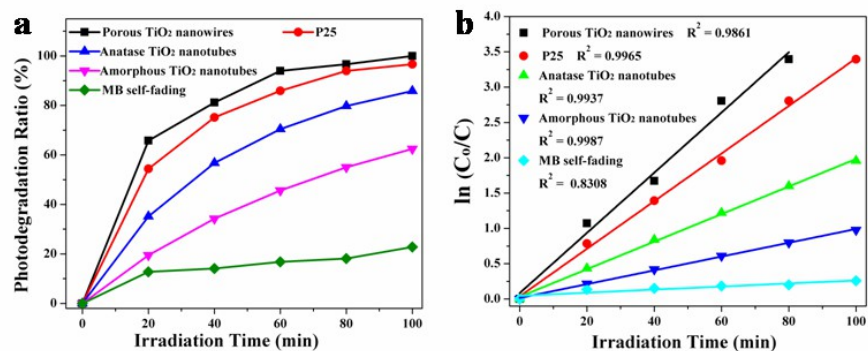 a
Porous TiO₂ nanowires
P25
Anatase TiO₂ nanotubes
Amorphous TiO₂ nanotubes
MB self-fading
Photodegradation Ratio (%)
100
80
60
40
20
0
0 20 40 60 80 100
Irradiation Time (min)
b
Porous TiO₂ nanowires R² = 0.9861
P25 R² = 0.9965
Anatase TiO₂ nanotubes
R² = 0.9937
Amorphous TiO₂ nanotubes
R² = 0.9987
MB self-fading
R² = 0.8308
ln (C₀/C)
4.0
3.5
3.0
2.5
2.0
1.5
1.0
0.5
0.0
0 20 40 60 80 100
Irradiation Time (min)